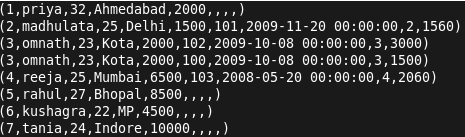 (1,priya,32,Ahmedabad,2000,,,,)
(2,madhulata,25,Delhi,1500,101,2009-11-20 00:00:00,2,1560)
(3,omnath,23,Kota,2000,102,2009-10-08 00:00:00,3,3000)
(3,omnath,23,Kota,2000,100,2009-10-08 00:00:00,3,1500)
(4,reeja,25,Mumbai,6500,103,2008-05-20 00:00:00,4,2060)
(5,rahul,27,Bhopal,8500,,,,)
(6,kushagra,22,MP,4500,,,,)
(7,tania,24,Indore,10000,,,,)